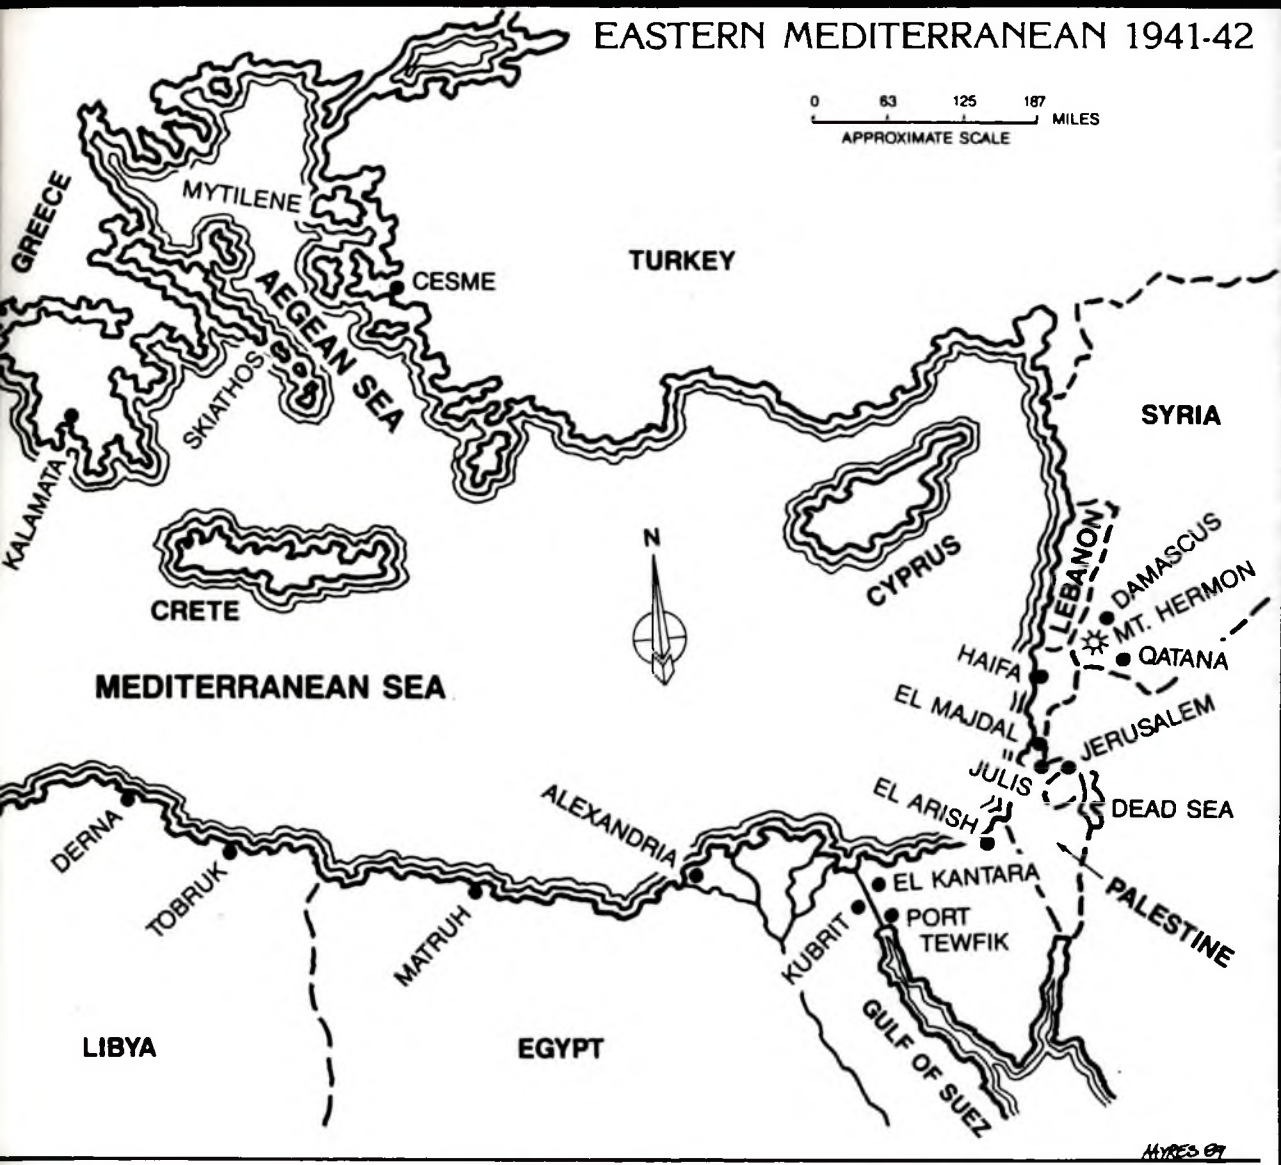 EASTERN MEDITERRANEAN 1941-42
0 63 125 187 MILES
APPROXIMATE SCALE
GREECE
MYTILENE
AEGEAN SEA
CESME
TURKEY
SKIATHOS
KALAMATA
SYRIA
CRETE
N
CYPRUS
LEBANON
DAMASCUS
MT. HERMON
QATANA
MEDITERRANEAN SEA
HAIFA
EL MAJDAL
JERUSALEM
JULIS
EL ARISH
DEAD SEA
DERNA
TOBRUK
MATRUH
ALEXANDRIA
EL KANTARA
PORT
TEWFIK
KUBRIT
PALESTINE
GULF OF SUEZ
LIBYA
EGYPT